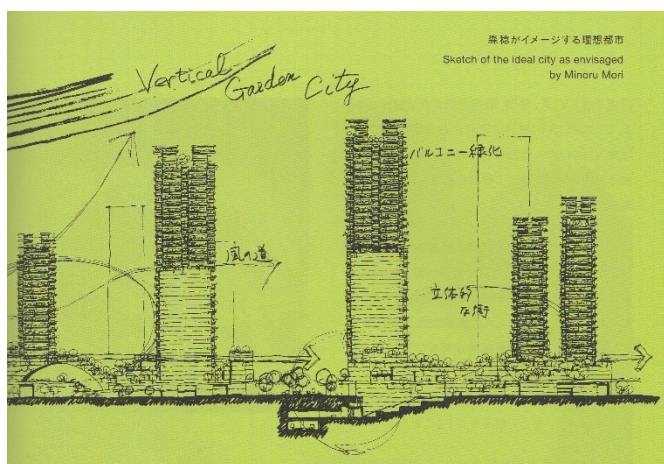 森稔がイメージする理想都市
Sketch of the ideal city as envisaged
by Minoru Mori
Vertical Garden City
バルコニー緑化
風の道
立体的
な街